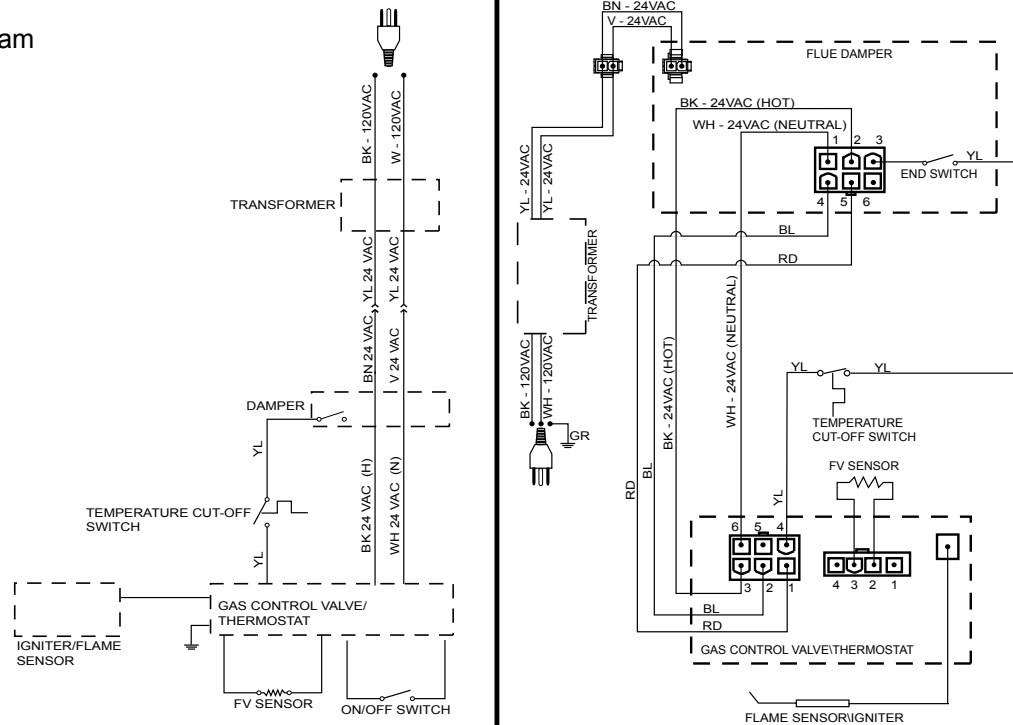 am
BK - 120VAC
W - 120VAC
TRANSFORMER
YL 24 VAC
YL 24 VAC
BN 24 VAC
V 24 VAC
DAMPER
YL
TEMPERATURE CUT-OFF
SWITCH
BK 24 VAC (H)
WH 24 VAC (N)
YL
GAS CONTROL VALVE/
THERMOSTAT
IGNITER/FLAME
SENSOR
FV SENSOR
ON/OFF SWITCH
BN - 24VAC
V - 24VAC
FLUE DAMPER
BK - 24VAC (HOT)
WH - 24VAC (NEUTRAL)
1 2 3
YL
END SWITCH
4 5 6
YL - 24VAC
YL - 24VAC
BL
RD
TRANSFORMER
BK - 120VAC
WH - 120VAC
GR
BK - 24VAC (HOT)
WH - 24VAC (NEUTRAL)
YL
YL
TEMPERATURE
CUT-OFF SWITCH
FV SENSOR
RD
BL
YL
6 5 4
3 2 1
4 3 2 1
BL
RD
GAS CONTROL VALVE\THERMOSTAT
FLAME SENSOR\IGNITER